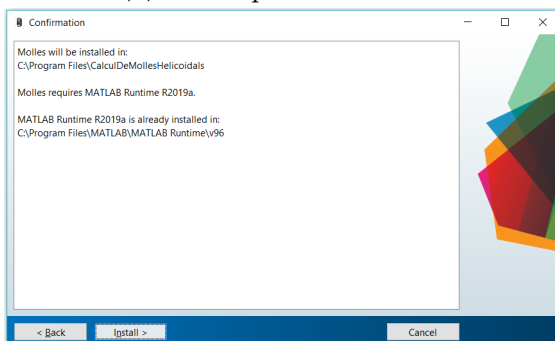 Confirmation
Molles will be installed in:
C:\Program Files\CalculDeMollesHelicoidals
Molles requires MATLAB Runtime R2019a.
MATLAB Runtime R2019a is already installed in:
C:\Program Files\MATLAB\MATLAB Runtime\v96
< Back
Install >
Cancel